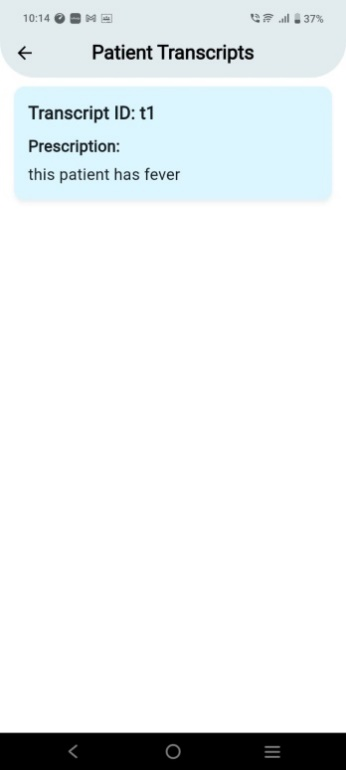 10:14
37%
Patient Transcripts
Transcript ID: t1
Prescription:
this patient has fever